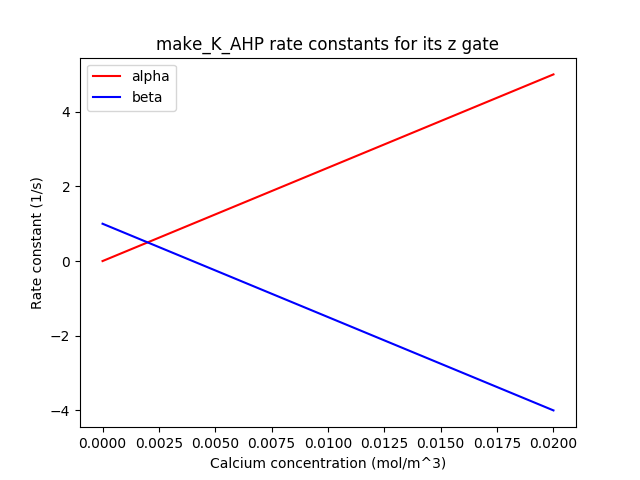 make_K_AHP rate constants for its z gate
alpha
beta
4
2
0
−2
−4
Rate constant (1/s)
0.0000 0.0025 0.0050 0.0075 0.0100 0.0125 0.0150 0.0175 0.0200
Calcium concentration (mol/m^3)